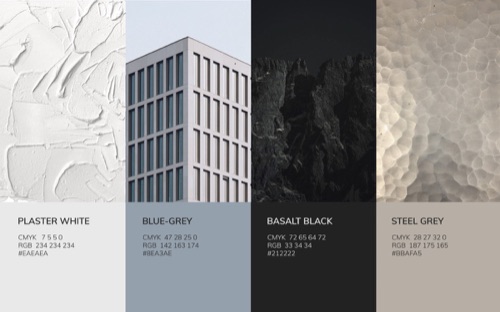 PLASTER WHITE
CMYK 7 5 5 0
RGB 234 234 234
#EAEAEA
BLUE-GREY
CMYK 47 28 25 0
RGB 142 163 174
#8EA3AE
BASALT BLACK
CMYK 72 65 64 72
RGB 33 34 34
#212222
STEEL GREY
CMYK 28 27 32 0
RGB 187 175 165
#BBAFA5